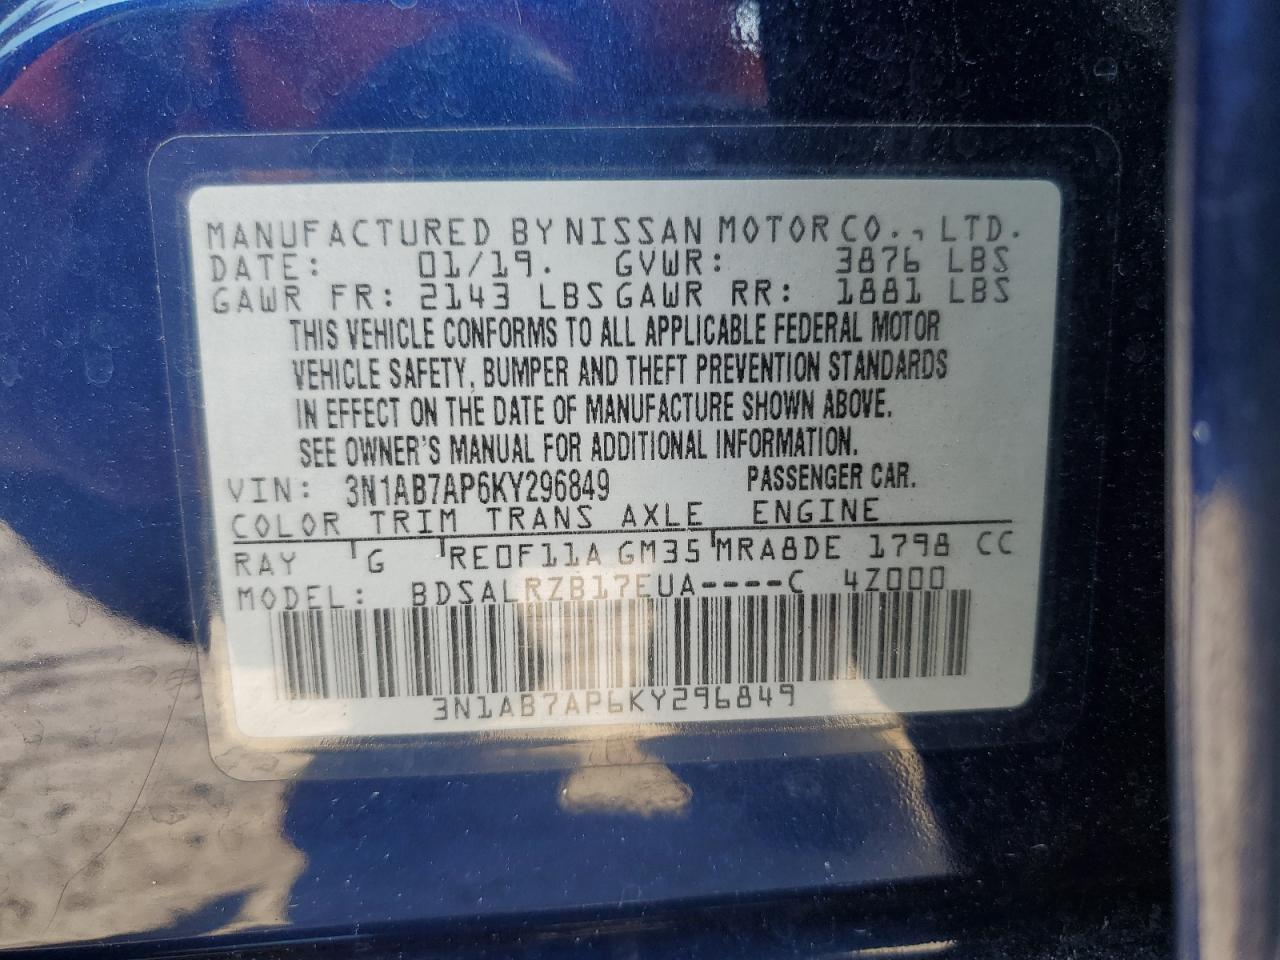 MANUFACTURED BY NISSAN MOTOR CO., LTD.
DATE: 01/19. GVWR: 3876 LBS
GAWR FR: 2143 LBS GAWR RR: 1881 LBS
THIS VEHICLE CONFORMS TO ALL APPLICABLE FEDERAL MOTOR
VEHICLE SAFETY, BUMPER AND THEFT PREVENTION STANDARDS
IN EFFECT ON THE DATE OF MANUFACTURE SHOWN ABOVE.
SEE OWNER'S MANUAL FOR ADDITIONAL INFORMATION.
VIN: 3N1AB7AP6KY296849 PASSENGER CAR.
COLOR TRIM TRANS AXLE ENGINE
RAY G RE0F11A GM35 MRA8DE 1798 CC
MODEL: BDSALRZB17EUA----C 4Z000
3N1AB7AP6KY296849